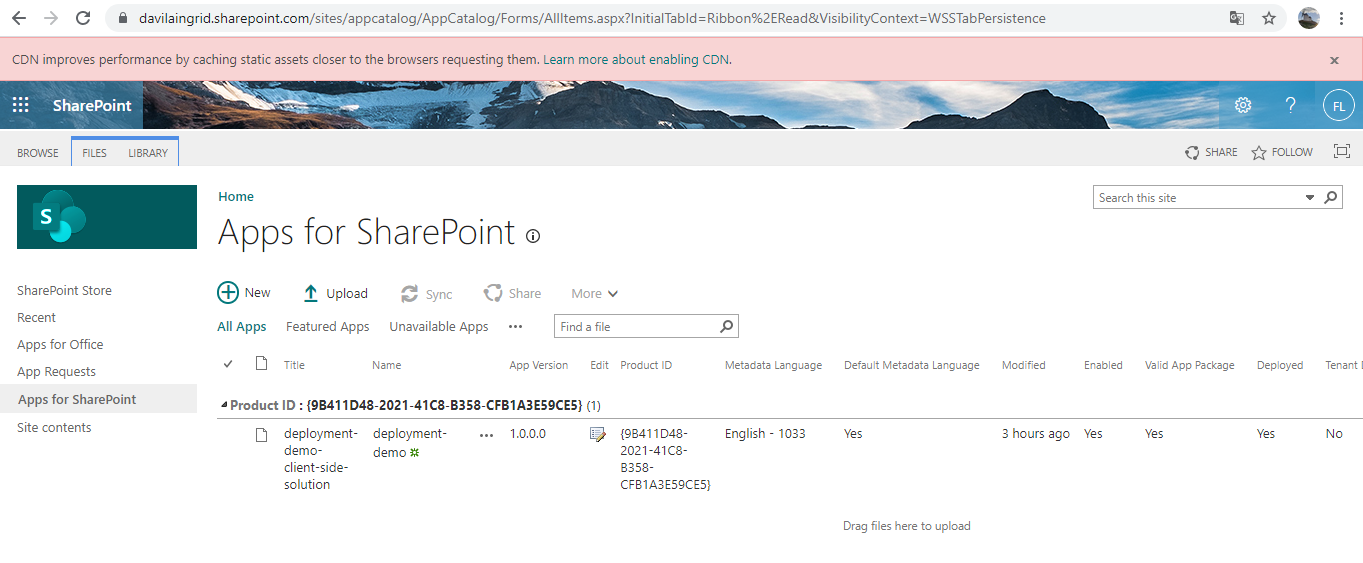 davilaingrid.sharepoint.com/sites/appcatalog/AppCatalog/Forms/AllItems.aspx?InitialTabId=Ribbon%2ERead&VisibilityContext=WSSTabPersistence
CDN improves performance by caching static assets closer to the browsers requesting them. Learn more about enabling CDN.
SharePoint
? FL
BROWSE FILES LIBRARY SHARE FOLLOW
S
Home
Search this site
Apps for SharePoint
SharePoint Store
Recent
Apps for Office
App Requests
Apps for SharePoint
Site contents
New Upload Sync Share More
All Apps Featured Apps Unavailable Apps ••• Find a file
Title Name App Version Edit Product ID Metadata Language Default Metadata Language Modified Enabled Valid App Package Deployed Tenant D
Product ID : {9B411D48-2021-41C8-B358-CFB1A3E59CE5} (1)
deployment-demo-client-side-solution
deployment-demo
•••
1.0.0.0
{9B411D48-2021-41C8-B358-CFB1A3E59CE5}
English - 1033
Yes
3 hours ago
Yes
Yes
Yes
No
Drag files here to upload